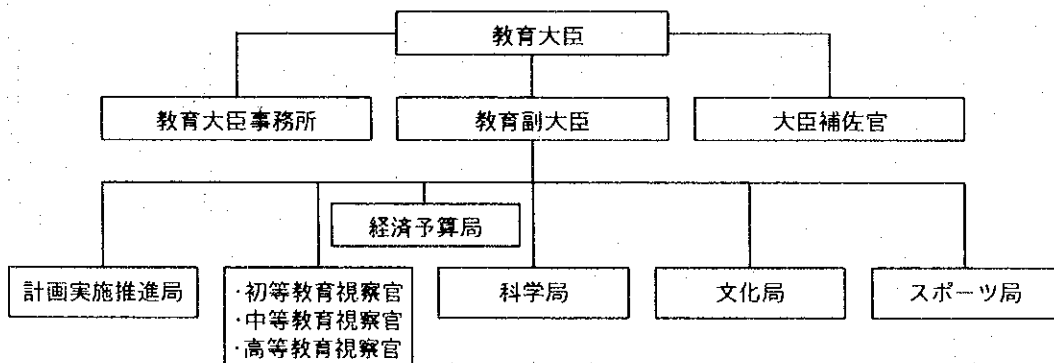 教育大臣
教育大臣事務所
教育副大臣
大臣補佐官
経済予算局
計画実施推進局
・初等教育視察官
・中等教育視察官
・高等教育視察官
科学局
文化局
スポーツ局